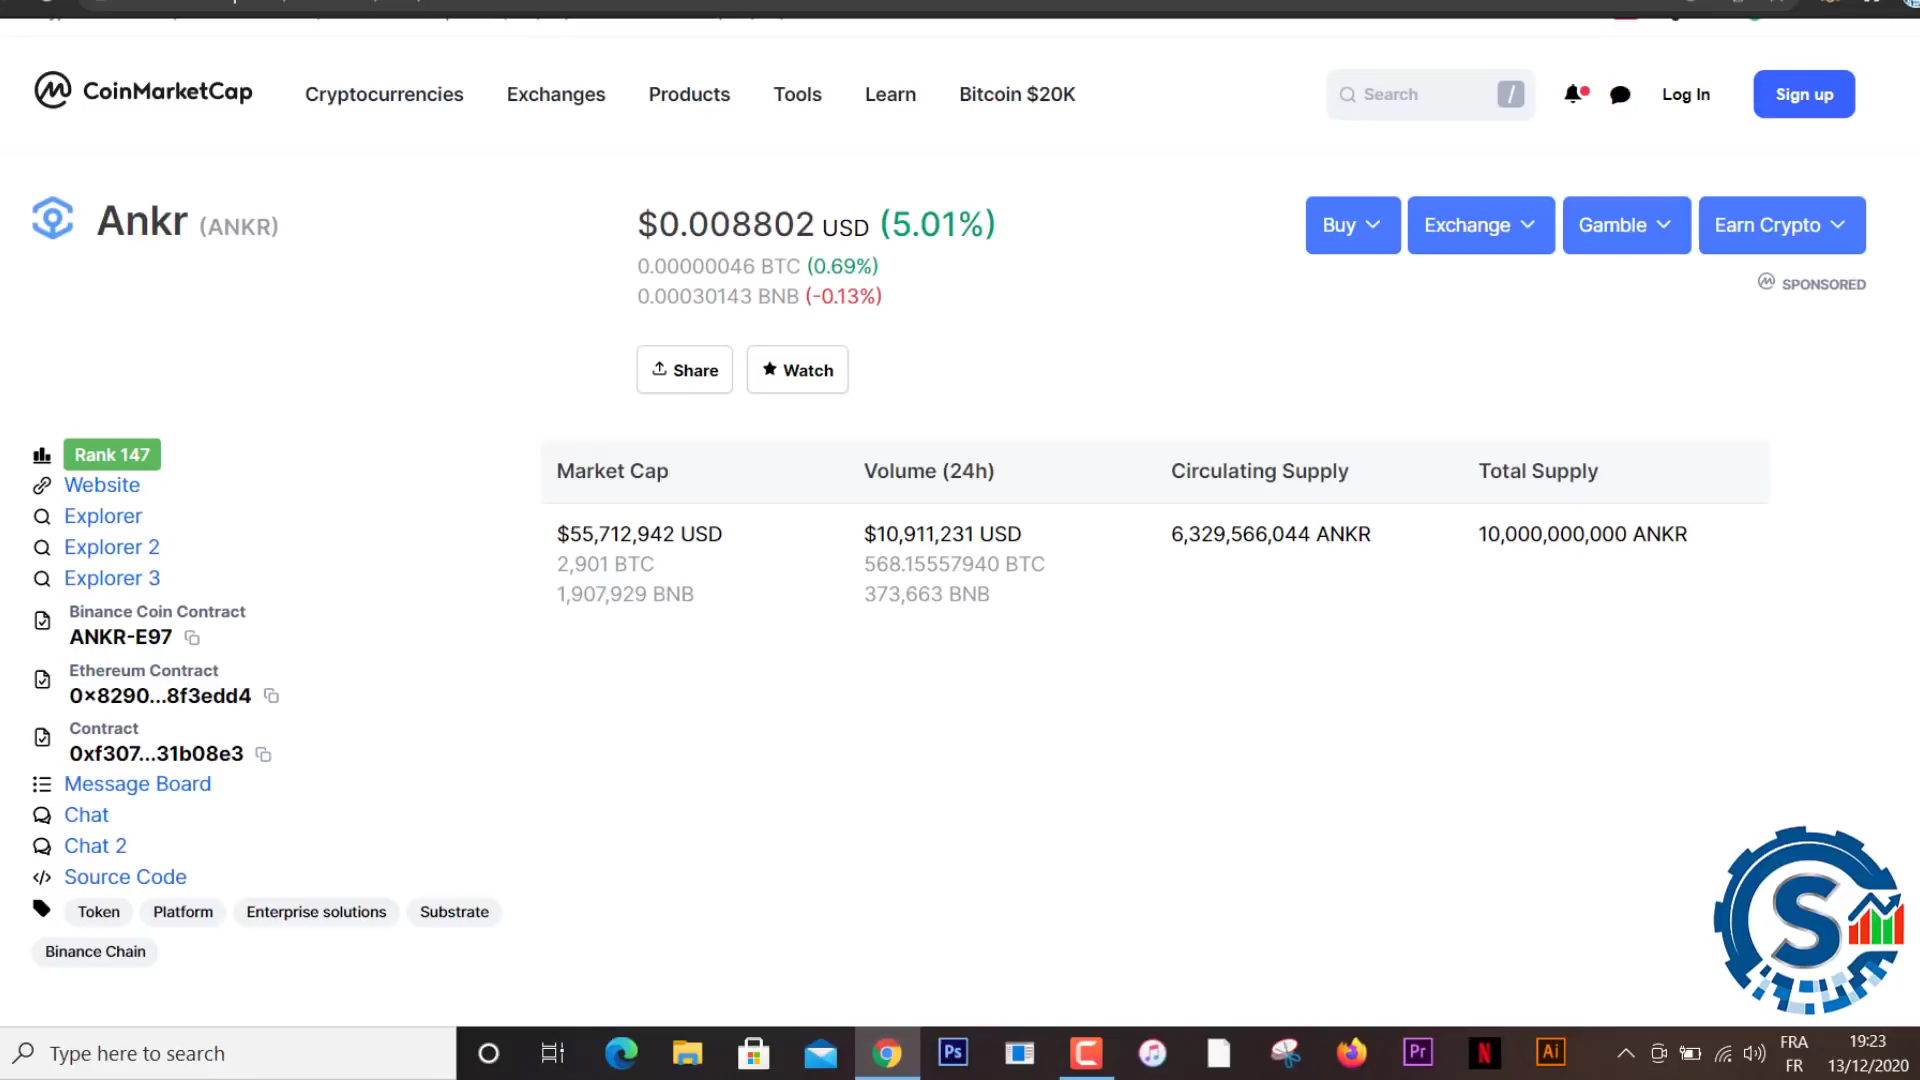 CoinMarketCap Cryptocurrencies Exchanges Products Tools Learn Bitcoin $20K Search / Log In Sign up
Ankr (ANKR)
$0.008802 USD (5.01%)
0.00000046 BTC (0.69%)
0.00030143 BNB (-0.13%)
Buy Exchange Gamble Earn Crypto
SPONSORED
Share Watch
Rank 147
Website
Explorer
Explorer 2
Explorer 3
Binance Coin Contract
ANKR-E97
Ethereum Contract
0×8290...8f3edd4
Contract
0xf307...31b08e3
Message Board
Chat
Chat 2
Source Code
Token Platform Enterprise solutions Substrate
Binance Chain
Market Cap Volume (24h) Circulating Supply Total Supply
$55,712,942 USD $10,911,231 USD 6,329,566,044 ANKR 10,000,000,000 ANKR
2,901 BTC 568.15557940 BTC
1,907,929 BNB 373,663 BNB
S
Type here to search
Ps
Pr
N
Ai
FRA
FR
19:23
13/12/2020